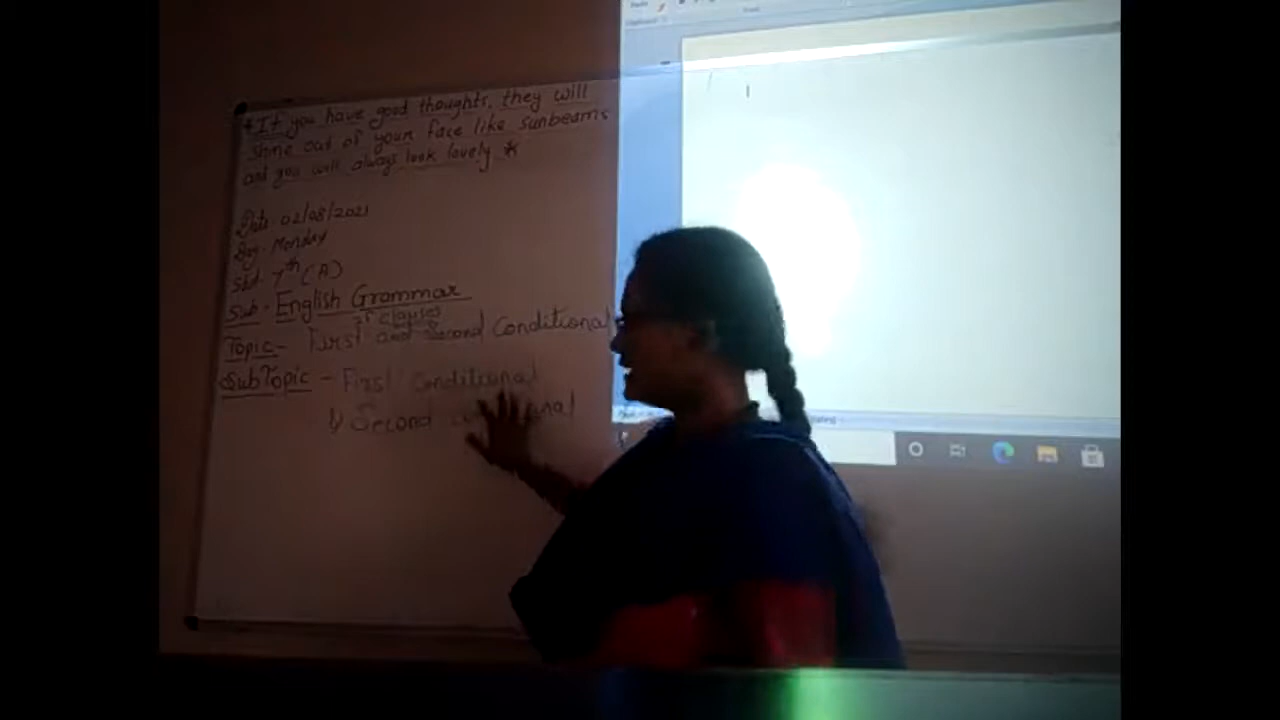 * If you have good thoughts, they will
shine out of your face like sunbeams
and you will always look lovely *
Date - 02/08/2021
Day - Monday
Std - 7th (A)
Sub - English Grammar
of clauses
Topic - First and Second Conditional
SubTopic - First Conditional
Second